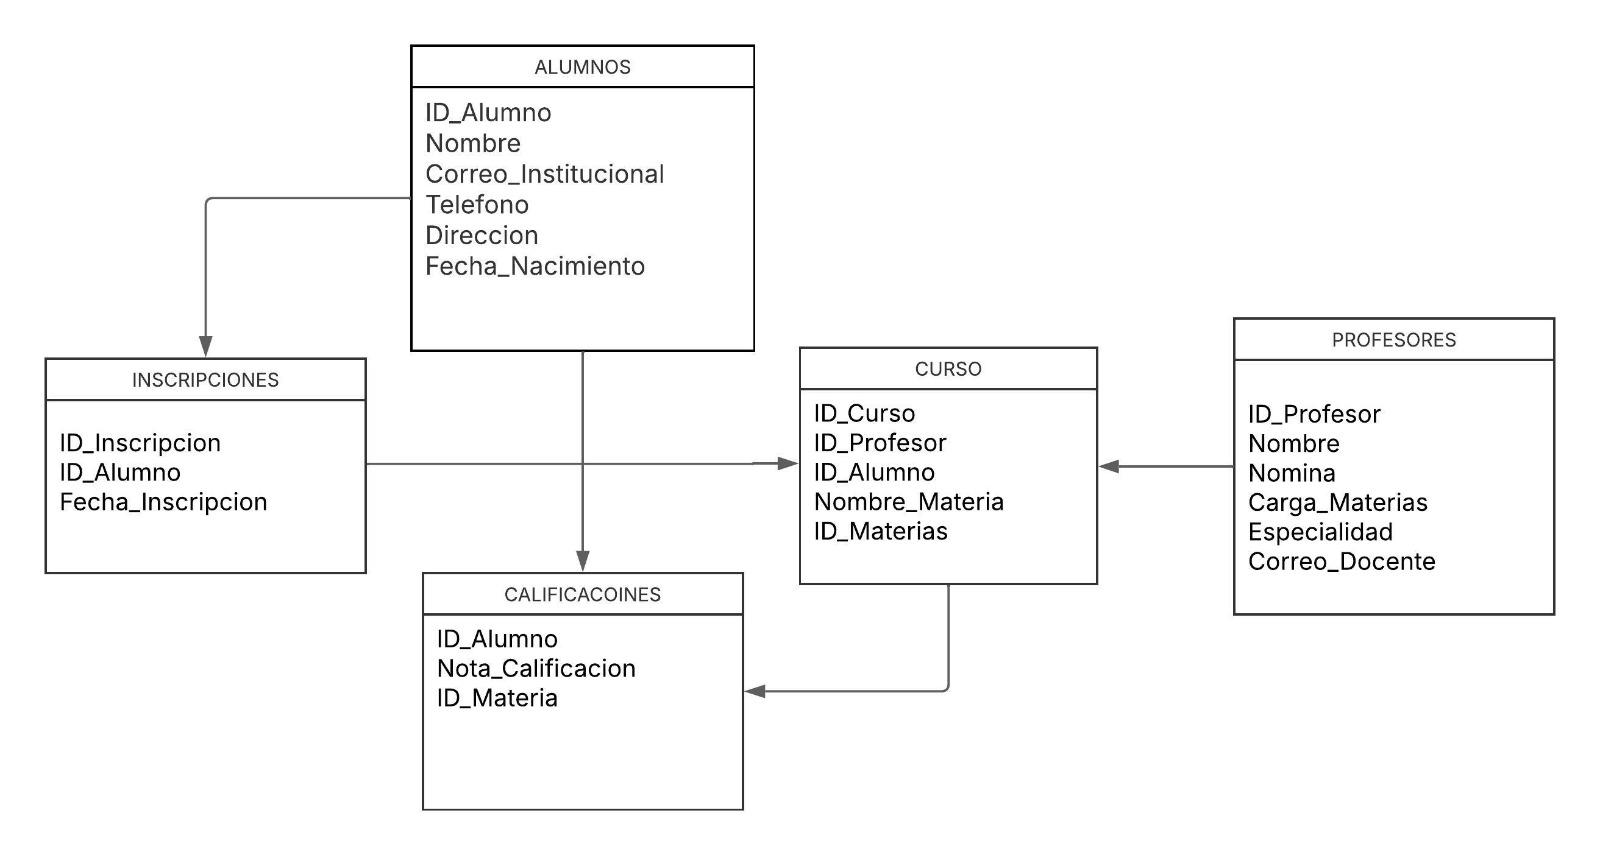 ALUMNOS
ID_Alumno
Nombre
Correo_Institucional
Telefono
Direccion
Fecha_Nacimiento
INSCRIPCIONES
ID_Inscripcion
ID_Alumno
Fecha_Inscripcion
CURSO
ID_Curso
ID_Profesor
ID_Alumno
Nombre_Materia
ID_Materias
PROFESORES
ID_Profesor
Nombre
Nomina
Carga_Materias
Especialidad
Correo_Docente
CALIFICACOINES
ID_Alumno
Nota_Calificacion
ID_Materia